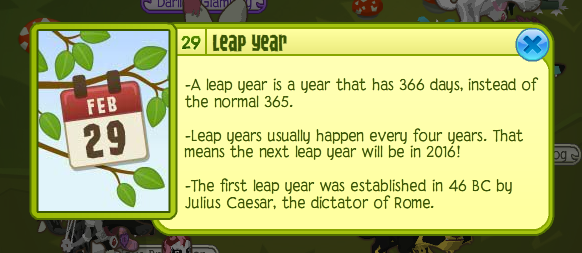 29 Leap Year
FEB
29
-A leap year is a year that has 366 days, instead of
the normal 365.
-Leap years usually happen every four years. That
means the next leap year will be in 2016!
-The first leap year was established in 46 BC by
Julius Caesar, the dictator of Rome.